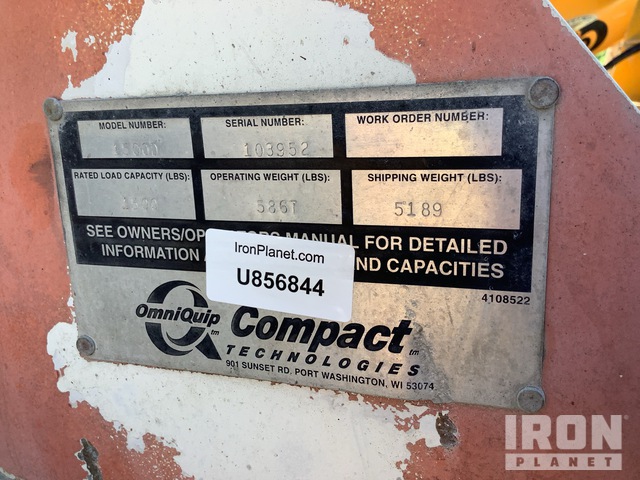 MODEL NUMBER: SERIAL NUMBER: WORK ORDER NUMBER:
103952
RATED LOAD CAPACITY (LBS): OPERATING WEIGHT (LBS): SHIPPING WEIGHT (LBS):
5189
SEE OWNERS/OP MANUAL FOR DETAILED
INFORMATION ND CAPACITIES
IronPlanet.com
U856844
4108522
OmniQuip tm Compact tm
TECHNOLOGIES
901 SUNSET RD. PORT WASHINGTON, WI 53074
IRON
PLANET